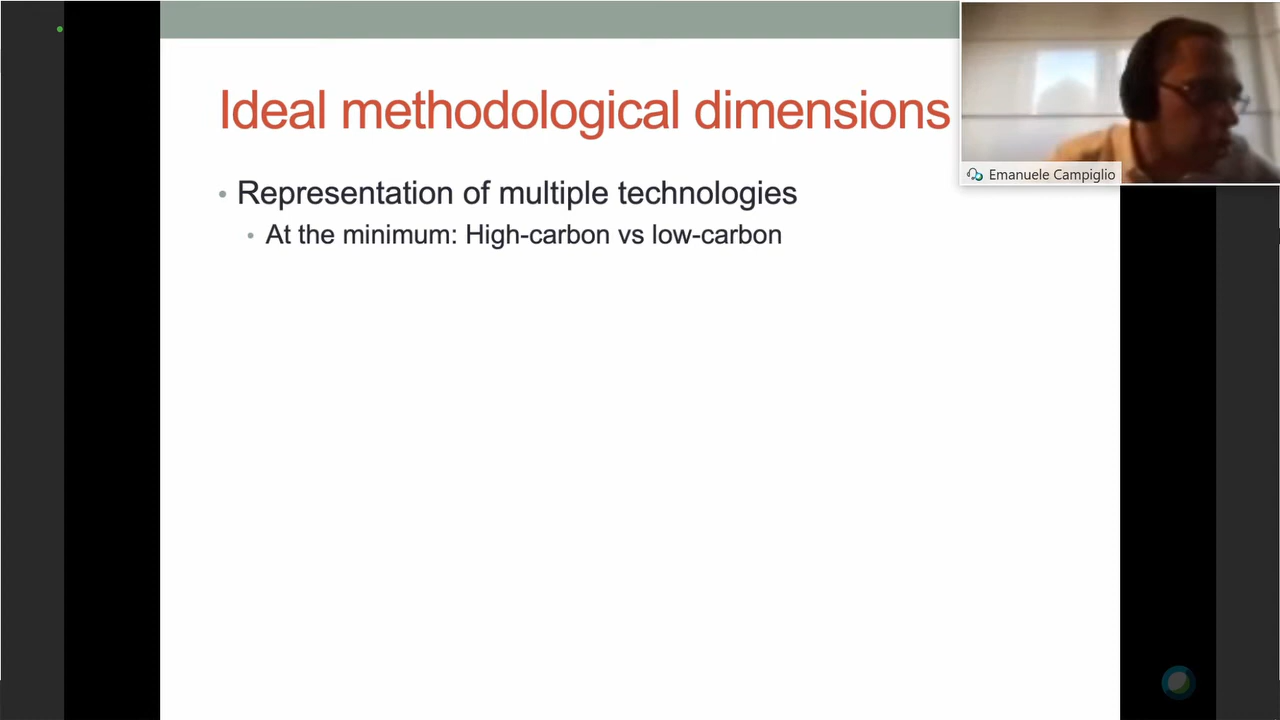 Ideal methodological dimensions
• Representation of multiple technologies
• At the minimum: High-carbon vs low-carbon
Emanuele Campiglio